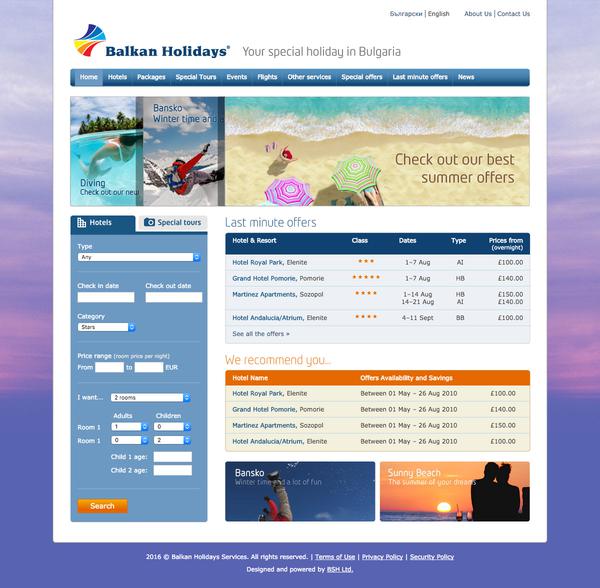 Български | English About Us | Contact Us
Balkan Holidays® Your special holiday in Bulgaria
Home Hotels Packages Special Tours Events Flights Other services Special offers Last minute offers News
Bansko
Winter time and a
Check out our best
summer offers
Diving
Check out our new
Hotels Special tours
Type
Any
Check in date Check out date
Category
Stars
Price range (room price per night)
From to EUR
I want... 2 rooms
Adults Children
Room 1 1 0
Room 1 0 2
Child 1 age:
Child 2 age:
Search
Last minute offers
Hotel & Resort Class Dates Type Prices from
(overnight)
Hotel Royal Park, Elenite ★★★ 1–7 Aug AI £100.00
Grand Hotel Pomorie, Pomorie ★★★★★ 1–7 Aug HB £140.00
Martinez Apartments, Sozopol ★★★★ 1–14 Aug HB £150.00
14–21 Aug AI £140.00
Hotel Andalucia/Atrium, Elenite ★★★★ 4–11 Sept BB £100.00
See all the offers »
We recommend you...
Hotel Name Offers Availability and Savings
Hotel Royal Park, Elenite Between 01 May – 26 Aug 2010 £100.00
Grand Hotel Pomorie, Pomorie Between 01 May – 26 Aug 2010 £140.00
Martinez Apartments, Sozopol Between 01 May – 26 Aug 2010 £150.00
Hotel Andalucia/Atrium, Elenite Between 01 May – 26 Aug 2010 £100.00
Bansko
Winter time and a lot of fun
Sunny Beach
The summer of your dreams
2016 © Balkan Holidays Services. All rights reserved. | Terms of Use | Privacy Policy | Security Policy
Designed and powered by BSH Ltd.